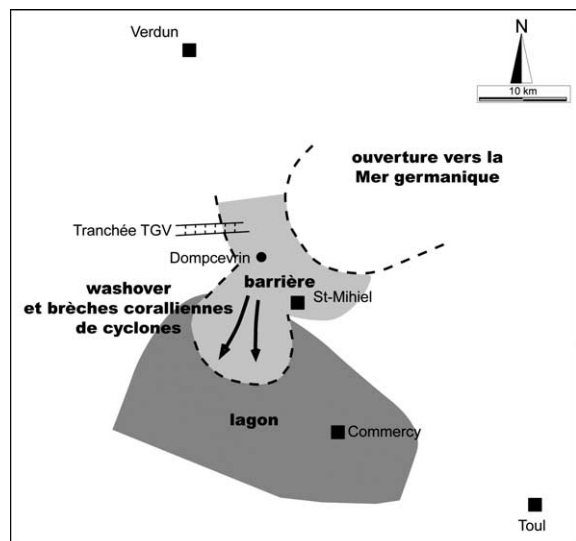 Verdun
N
10 km
ouverture vers la
Mer germanique
Tranchée TGV
Dompcevrin
barrière
washover
et brèches coralliennes
de cyclones
St-Mihiel
lagon
Commercy
Toul